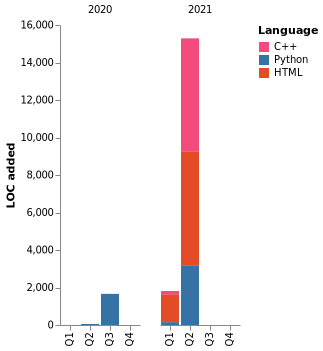 2020
2021
LOC added
16,000
14,000
12,000
10,000
8,000
6,000
4,000
2,000
0
Q1
Q2
Q3
Q4
Q1
Q2
Q3
Q4
Language
C++
Python
HTML